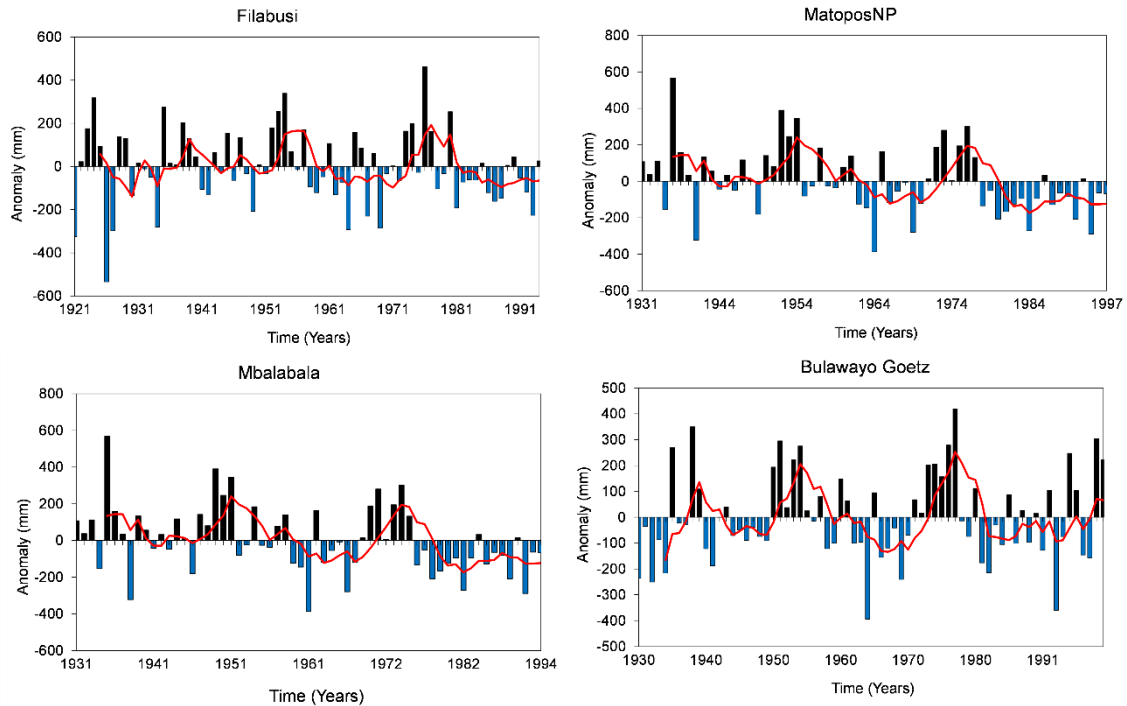 Filabusi
600
400
200
0
-200
-400
-600
Anomaly (mm)
1921 1931 1941 1951 1961 1971 1981 1991
Time (Years)
MatoposNP
800
600
400
200
0
-200
-400
-600
Anomaly (mm)
1931 1944 1954 1964 1974 1984 1997
Time (Years)
Mbalabala
800
600
400
200
0
-200
-400
-600
Anomaly (mm)
1931 1941 1951 1961 1972 1982 1994
Time (Years)
Bulawayo Goetz
500
400
300
200
100
0
-100
-200
-300
-400
-500
Anomaly (mm)
1930 1940 1950 1960 1970 1980 1991
Time (Years)